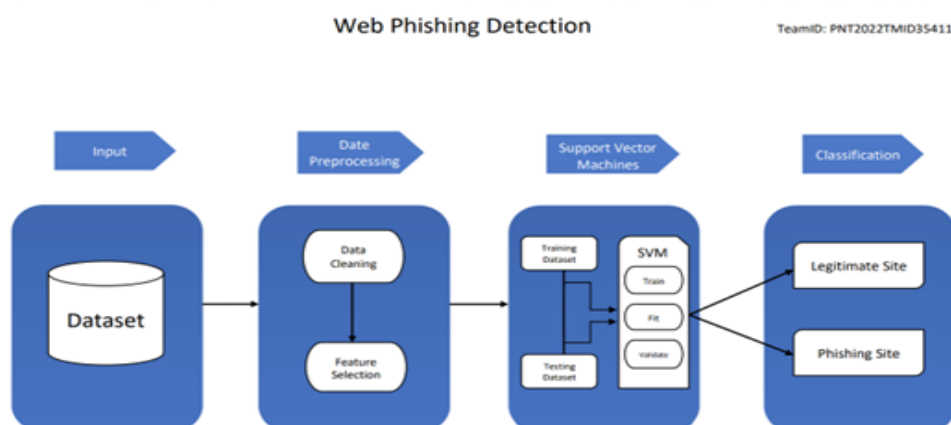 Web Phishing Detection
TeamID: PNT2022TMID35411
Input
Date
Preprocessing
Support Vector
Machines
Classification
Dataset
Data
Cleaning
Feature
Selection
Training
Dataset
Testing
Dataset
SVM
Train
Fit
Validate
Legitimate Site
Phishing Site